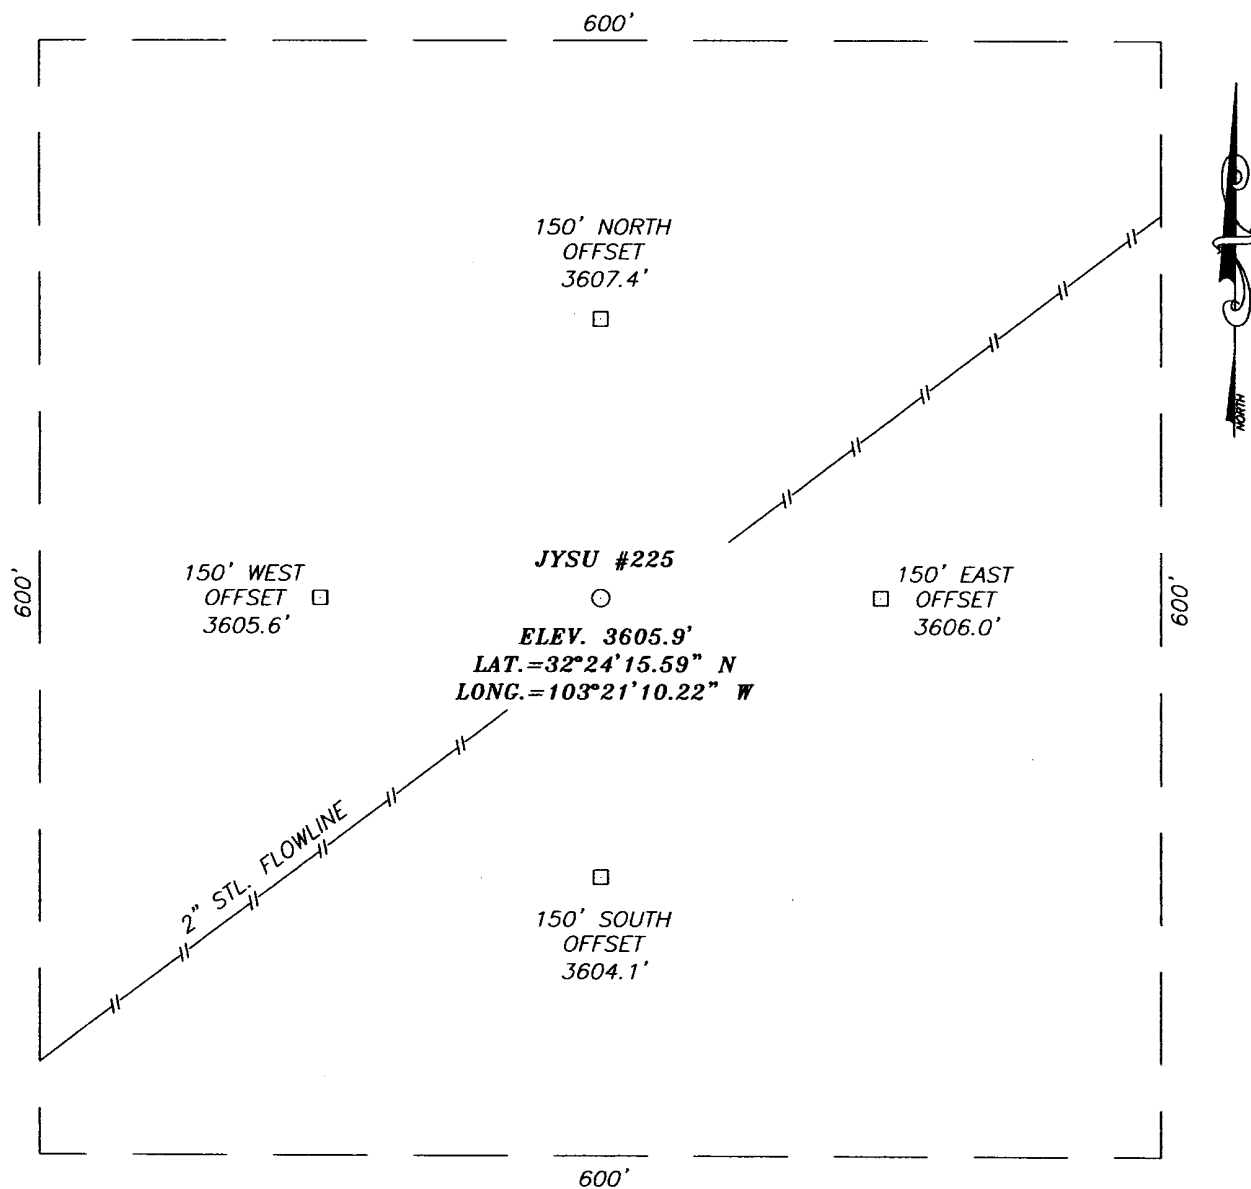 600'
150' NORTH
OFFSET
3607.4'
NORTH
JYSU #225
150' WEST
OFFSET
3605.6'
150' EAST
OFFSET
3606.0'
600'
600'
ELEV. 3605.9'
LAT.=32°24'15.59" N
LONG.=103°21'10.22" W
2" STL. FLOWLINE
150' SOUTH
OFFSET
3604.1'
600'